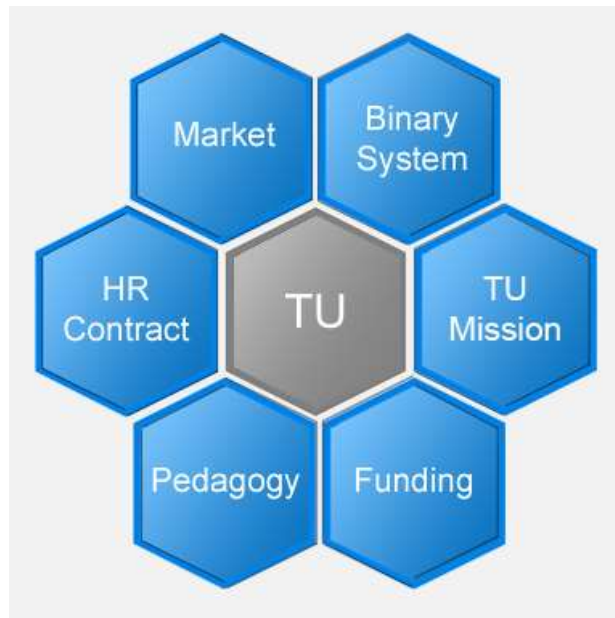 Market
Binary
System
HR
Contract
TU
TU
Mission
Pedagogy
Funding